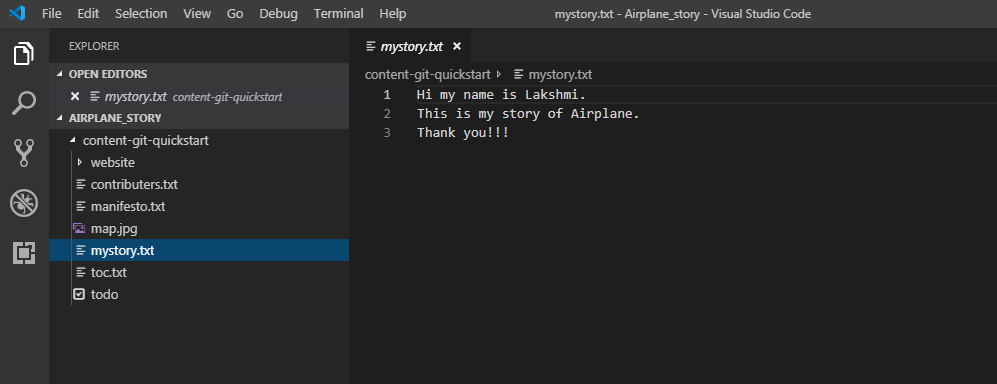 File Edit Selection View Go Debug Terminal Help mystory.txt - Airplane_story - Visual Studio Code
EXPLORER
OPEN EDITORS
mystory.txt content-git-quickstart
AIRPLANE_STORY
content-git-quickstart
website
contributers.txt
manifesto.txt
map.jpg
mystory.txt
toc.txt
todo
mystory.txt
content-git-quickstart mystory.txt
1 Hi my name is Lakshmi.
2 This is my story of Airplane.
3 Thank you!!!